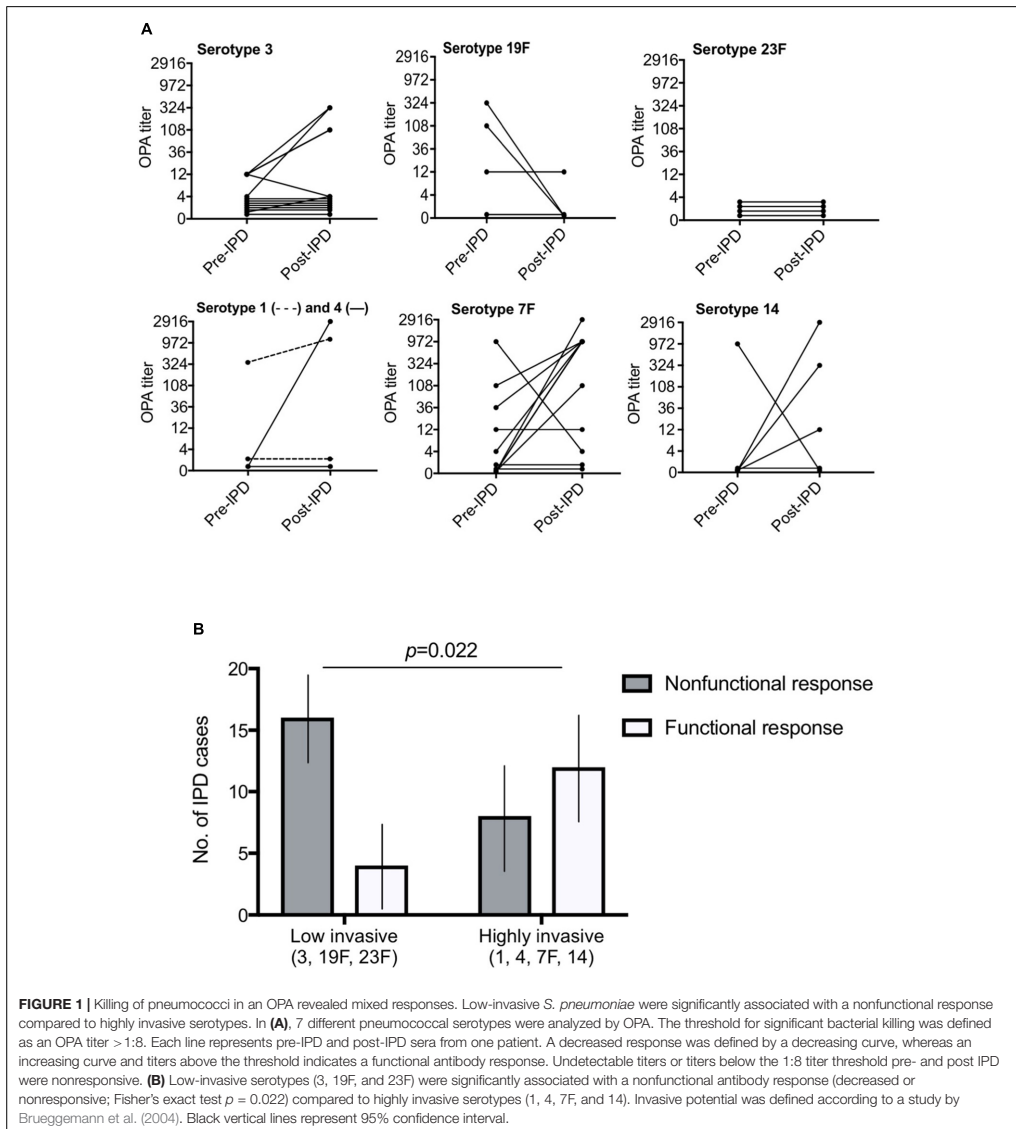 A
Serotype 3
2916
972
324
108
36
12
4
0
OPA titer
Pre-IPD
Post-IPD
Serotype 19F
2916
972
324
108
36
12
4
0
OPA titer
Pre-IPD
Post-IPD
Serotype 23F
2916
972
324
108
36
12
4
0
OPA titer
Pre-IPD
Post-IPD
Serotype 1 (- - -) and 4 (—)
2916
972
324
108
36
12
4
0
OPA titer
Pre-IPD
Post-IPD
Serotype 7F
2916
972
324
108
36
12
4
0
OPA titer
Pre-IPD
Post-IPD
Serotype 14
2916
972
324
108
36
12
4
0
OPA titer
Pre-IPD
Post-IPD
B
p=0.022
20
15
10
5
0
No. of IPD cases
Low invasive
(3, 19F, 23F)
Highly invasive
(1, 4, 7F, 14)
Nonfunctional response
Functional response
FIGURE 1 | Killing of pneumococci in an OPA revealed mixed responses. Low-invasive S. pneumoniae were significantly associated with a nonfunctional response
compared to highly invasive serotypes. In (A), 7 different pneumococcal serotypes were analyzed by OPA. The threshold for significant bacterial killing was defined
as an OPA titer >1:8. Each line represents pre-IPD and post-IPD sera from one patient. A decreased response was defined by a decreasing curve, whereas an
increasing curve and titers above the threshold indicates a functional antibody response. Undetectable titers or titers below the 1:8 titer threshold pre- and post IPD
were nonresponsive. (B) Low-invasive serotypes (3, 19F, and 23F) were significantly associated with a nonfunctional antibody response (decreased or
nonresponsive; Fisher's exact test p = 0.022) compared to highly invasive serotypes (1, 4, 7F, and 14). Invasive potential was defined according to a study by
Brueggemann et al. (2004). Black vertical lines represent 95% confidence interval.